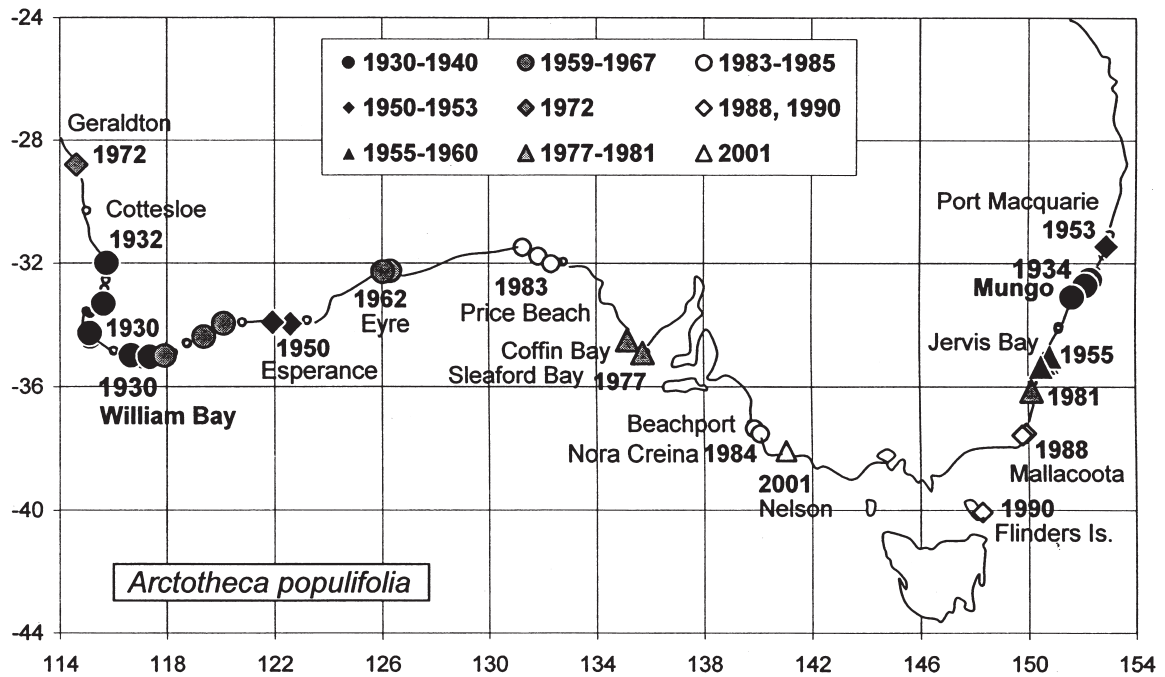 -24
-28
-32
-36
-40
-44
1930-1940
1959-1967
1983-1985
1950-1953
1972
1988, 1990
1955-1960
1977-1981
2001
Geraldton
1972
Cottesloe
1932
1930
1930
William Bay
1950
Esperance
1962
Eyre
1983
Price Beach
Coffin Bay
Sleaford Bay 1977
Beachport
Nora Creina 1984
2001
Nelson
Port Macquarie
1953
1934
Mungo
Jervis Bay
1955
1981
1988
Mallacoota
1990
Flinders Is.
Arctotheca populifolia
114 118 122 126 130 134 138 142 146 150 154